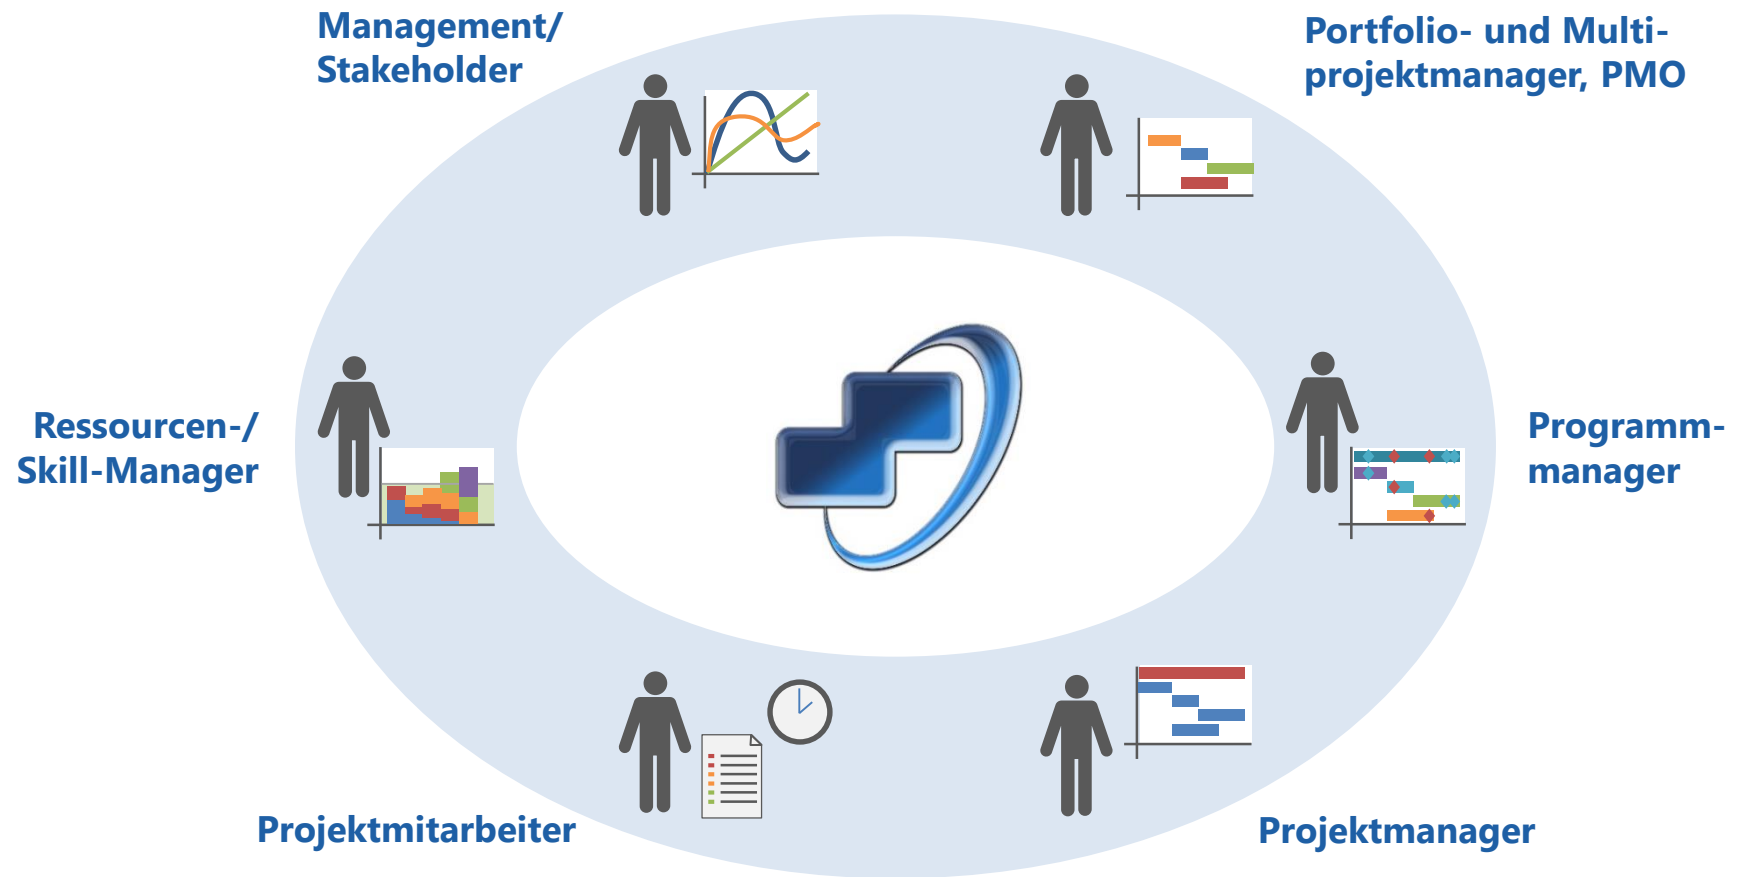 Management/
Stakeholder
Portfolio- und Multi-
projektmanager, PMO
Ressourcen-/
Skill-Manager
Programm-
manager
Projektmitarbeiter
Projektmanager